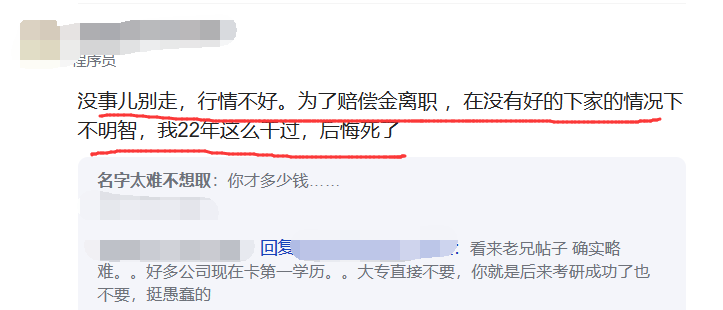 程序员
没事儿别走，行情不好。为了赔偿金离职 ，在没有好的下家的情况下
不明智，我22年这么干过，后悔死了
名字太难不想取：你才多少钱……
回复 ：看来老兄帖子 确实略
难。。好多公司现在卡第一学历。。大专直接不要，你就是后来考研成功了也
不要，挺愚蠢的